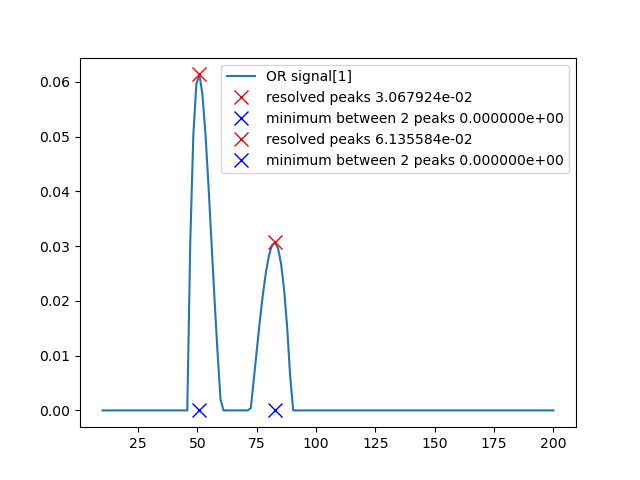 OR signal[1]
resolved peaks 3.067924e-02
minimum between 2 peaks 0.000000e+00
resolved peaks 6.135584e-02
minimum between 2 peaks 0.000000e+00
0.06
0.05
0.04
0.03
0.02
0.01
0.00
25 50 75 100 125 150 175 200